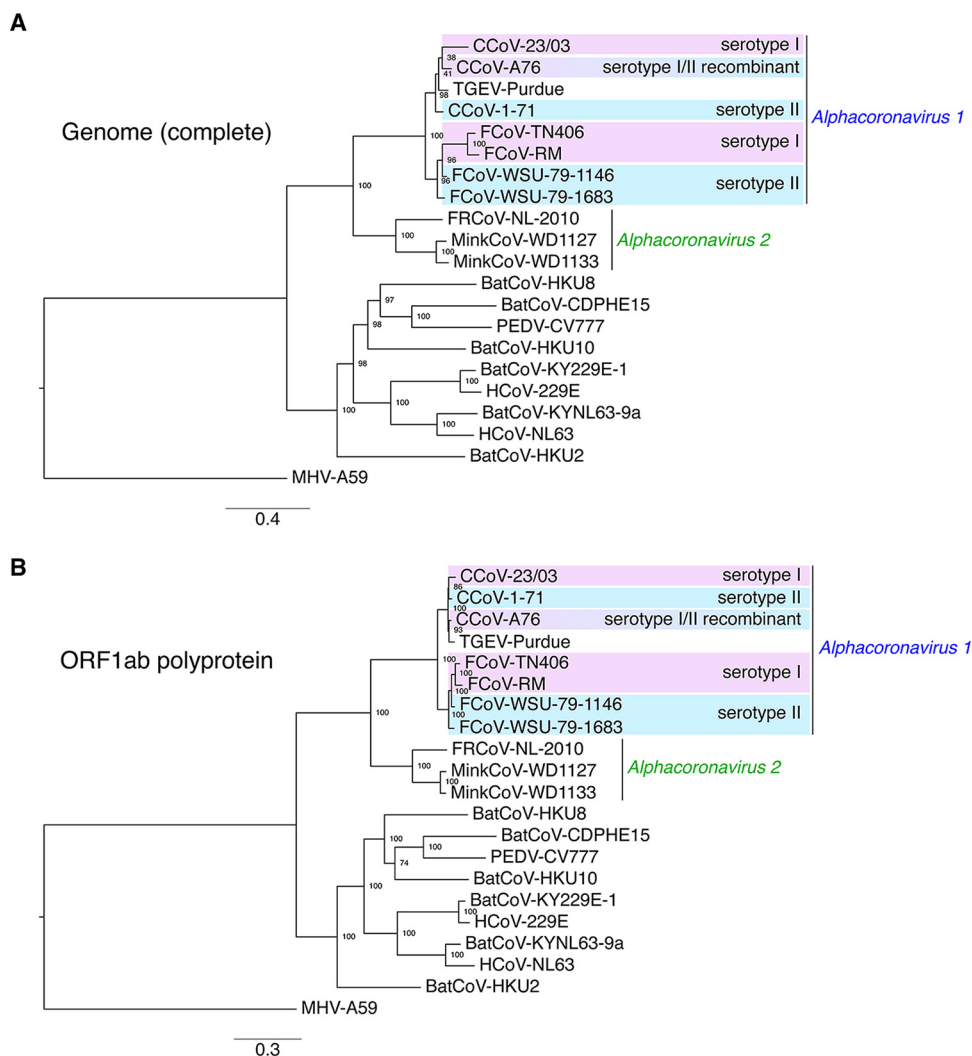 A
CCoV-23/03 serotype I
38
CCoV-A76 serotype I/II recombinant
41
TGEV-Purdue
98
CCoV-1-71 serotype II
Alphacoronavirus 1
Genome (complete)
100
FCoV-TN406
100
serotype I
FCoV-RM
96
FCoV-WSU-79-1146
96
serotype II
FCoV-WSU-79-1683
100
FRCoV-NL-2010
100
MinkCoV-WD1127
Alphacoronavirus 2
100
MinkCoV-WD1133
BatCoV-HKU8
97
BatCoV-CDPHE15
100
98
PEDV-CV777
BatCoV-HKU10
98
BatCoV-KY229E-1
100
HCoV-229E
100
100
BatCoV-KYNL63-9a
100
HCoV-NL63
BatCoV-HKU2
MHV-A59
0.4
B
CCoV-23/03 serotype I
86
CCoV-1-71 serotype II
100
CCoV-A76 serotype I/II recombinant
93
TGEV-Purdue
Alphacoronavirus 1
ORF1ab polyprotein
100
FCoV-TN406
100
serotype I
FCoV-RM
100
FCoV-WSU-79-1146
100
serotype II
FCoV-WSU-79-1683
100
FRCoV-NL-2010
100
MinkCoV-WD1127
Alphacoronavirus 2
100
MinkCoV-WD1133
BatCoV-HKU8
100
BatCoV-CDPHE15
100
PEDV-CV777
74
BatCoV-HKU10
100
BatCoV-KY229E-1
100
HCoV-229E
100
100
BatCoV-KYNL63-9a
100
HCoV-NL63
BatCoV-HKU2
MHV-A59
0.3